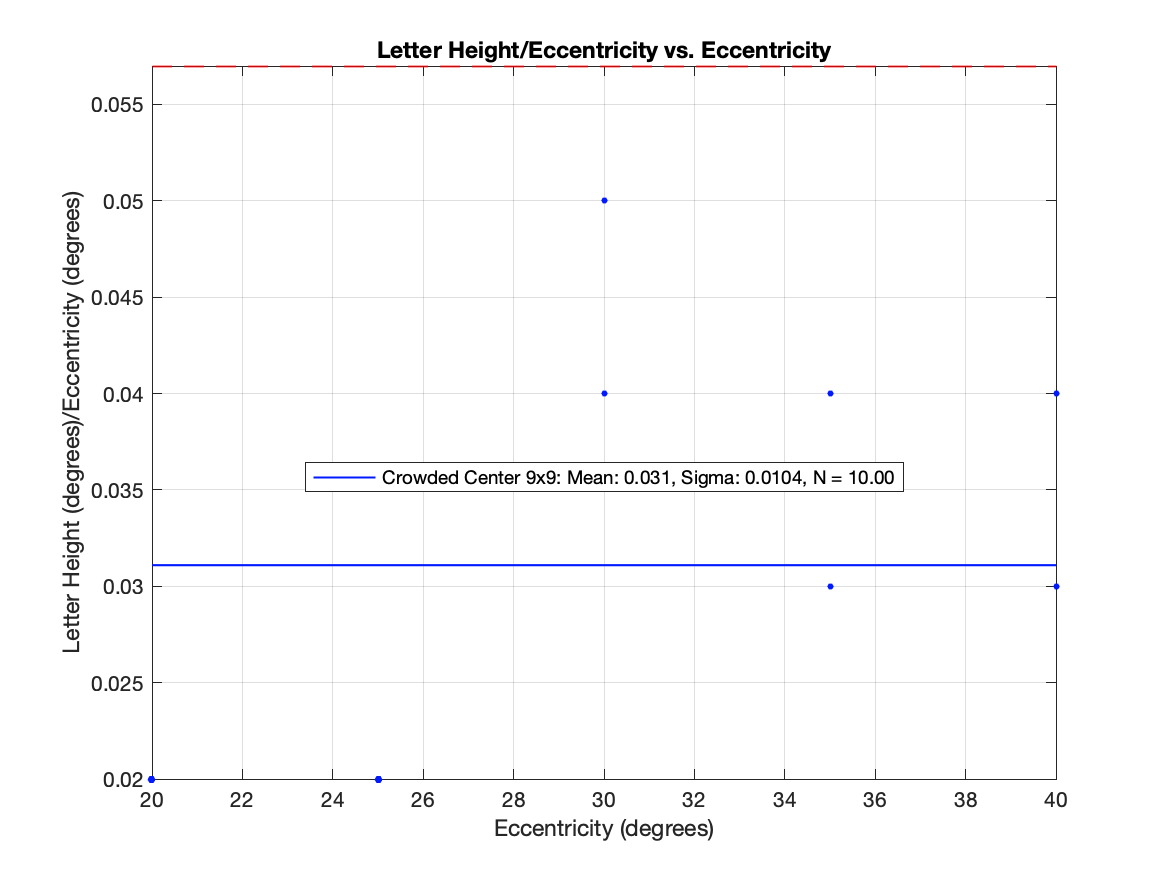 Letter Height/Eccentricity vs. Eccentricity
0.055
0.05
0.045
0.04
0.035
0.03
0.025
0.02
Letter Height (degrees)/Eccentricity (degrees)
Crowded Center 9x9: Mean: 0.031, Sigma: 0.0104, N = 10.00
20 22 24 26 28 30 32 34 36 38 40
Eccentricity (degrees)